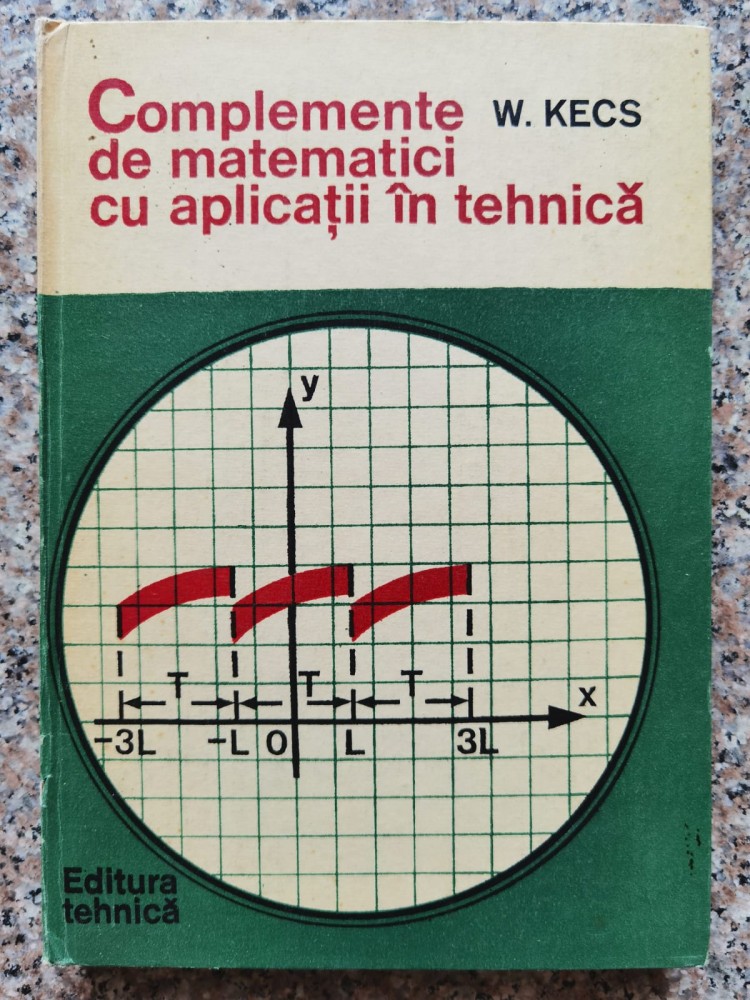 Complemente W. KECS
de matematici
cu aplicații în tehnică
y
T T T
x
-3L -L O L 3L
Editura
tehnică